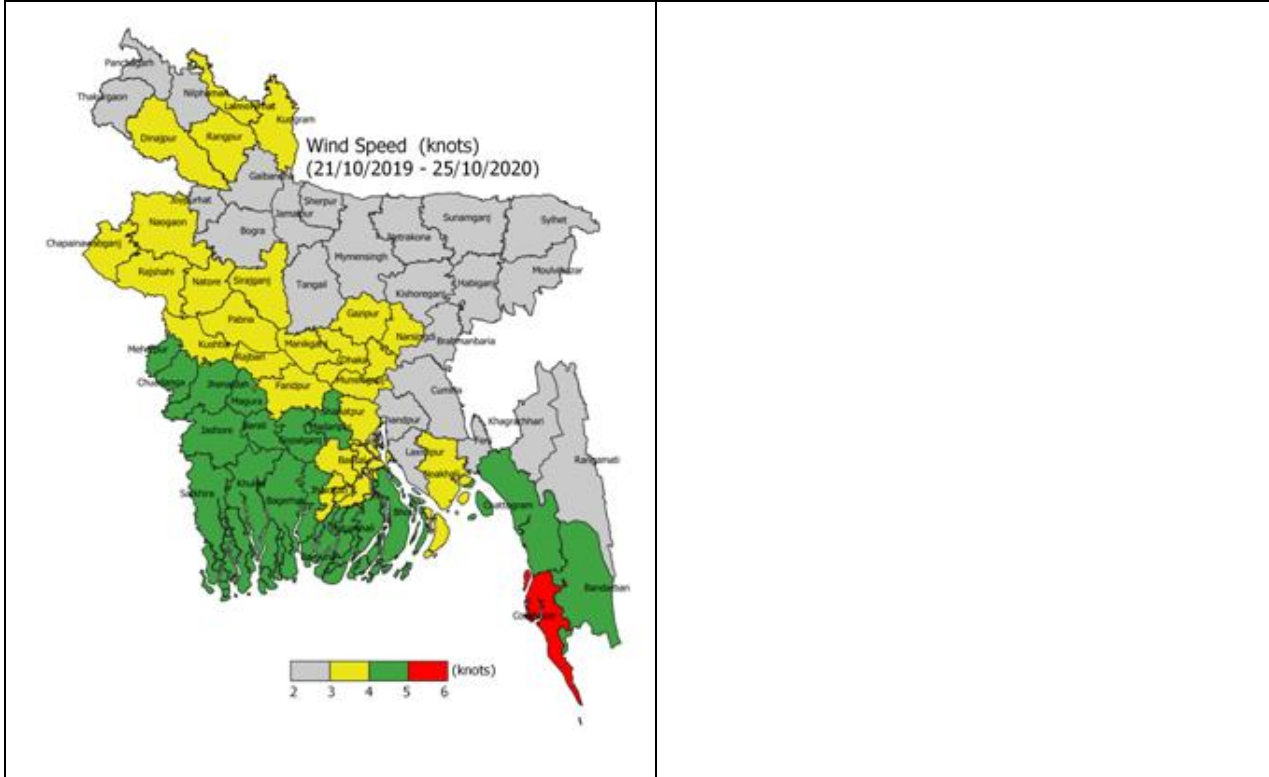 Panchagarh
Thakurgaon
Nilphamari
Lalmonirhat
Kurigram
Dinajpur
Rangpur
Wind Speed (knots)
(21/10/2019 - 25/10/2020)
Gaibandha
Joypurhat
Sherpur
Jamalpur
Naogaon
Bogra
Netrakona
Sunamganj
Sylhet
Chapainawabganj
Mymensingh
Rajshahi
Natore
Sirajganj
Tangail
Kishoreganj
Habiganj
Moulvibazar
Pabna
Gazipur
Narsingdi
Brahmanbaria
Meherpur
Kushtia
Rajbari
Manikganj
Dhaka
Chuadanga
Jhenaidah
Faridpur
Munshiganj
Cumilla
Magura
Shariatpur
Chandpur
Khagrachhari
Jashore
Narail
Gopalganj
Madaripur
Feni
Laxmipur
Rangamati
Barisal
Noakhali
Satkhira
Khulna
Bagerhat
Bhola
Chattogram
Patuakhali
Bandarban
(knots)
2 3 4 5 6